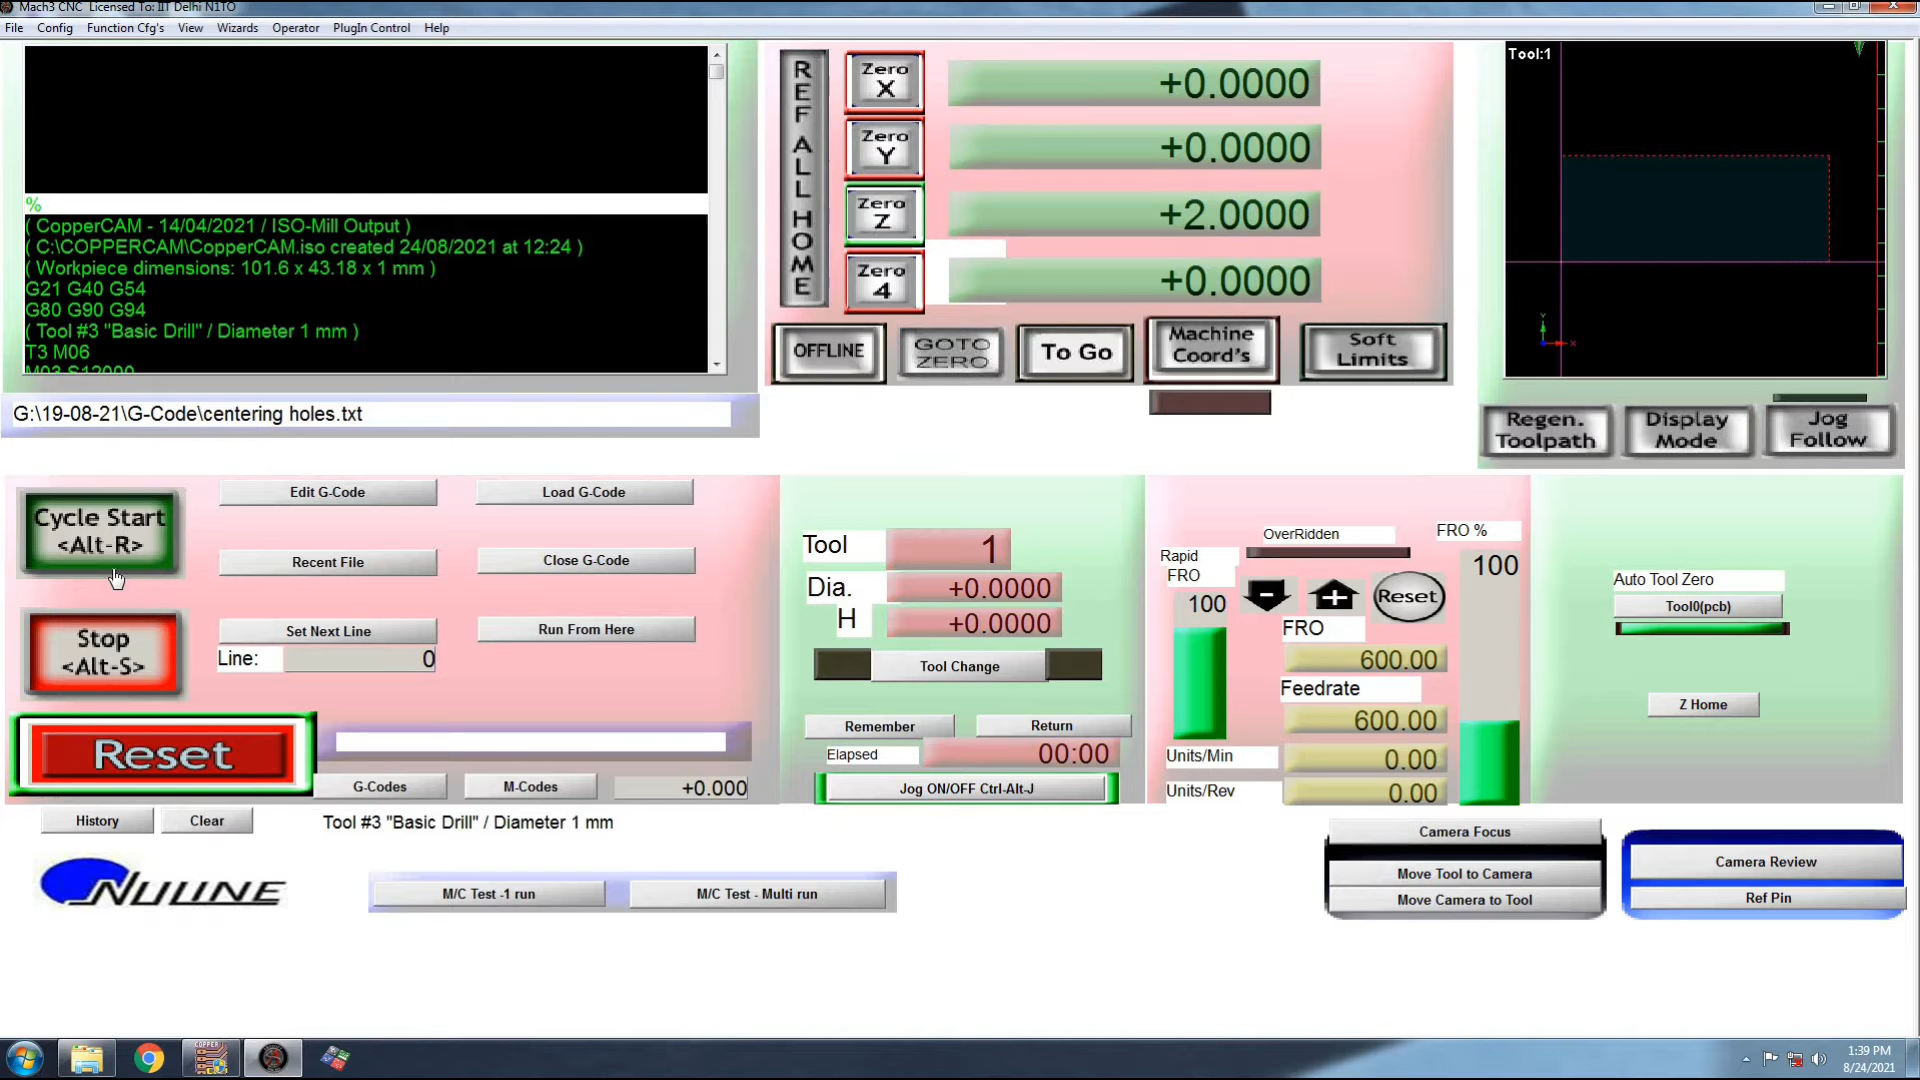 Mach3 CNC Licensed To: IIT Delhi N1TO
File Config Function Cfg's View Wizards Operator PlugIn Control Help
%
( CopperCAM - 14/04/2021 / ISO-Mill Output )
( C:\COPPERCAM\CopperCAM.iso created 24/08/2021 at 12:24 )
( Workpiece dimensions: 101.6 x 43.18 x 1 mm )
G21 G40 G54
G80 G90 G94
( Tool #3 "Basic Drill" / Diameter 1 mm )
T3 M06
M03 S12000
G:\19-08-21\G-Code\centering holes.txt
REF ALL HOME
Zero X +0.0000
Zero Y +0.0000
Zero Z +2.0000
Zero 4 +0.0000
OFFLINE
GOTO ZERO
To Go
Machine Coord's
Soft Limits
Tool:1
Y
X
Regen. Toolpath
Display Mode
Jog Follow
Cycle Start
<Alt-R>
Stop
<Alt-S>
Reset
Edit G-Code
Load G-Code
Recent File
Close G-Code
Set Next Line
Run From Here
Line: 0
G-Codes
M-Codes
+0.000
History
Clear
Tool #3 "Basic Drill" / Diameter 1 mm
Tool 1
Dia. +0.0000
H +0.0000
Tool Change
Remember
Return
Elapsed 00:00
Jog ON/OFF Ctrl-Alt-J
OverRidden
FRO %
Rapid
FRO
100
-
+
Reset
100
FRO
600.00
Feedrate
600.00
Units/Min 0.00
Units/Rev 0.00
Auto Tool Zero
Tool0(pcb)
Z Home
NULINE
M/C Test -1 run
M/C Test - Multi run
Camera Focus
Move Tool to Camera
Move Camera to Tool
Camera Review
Ref Pin
COPPER
1:39 PM
8/24/2021